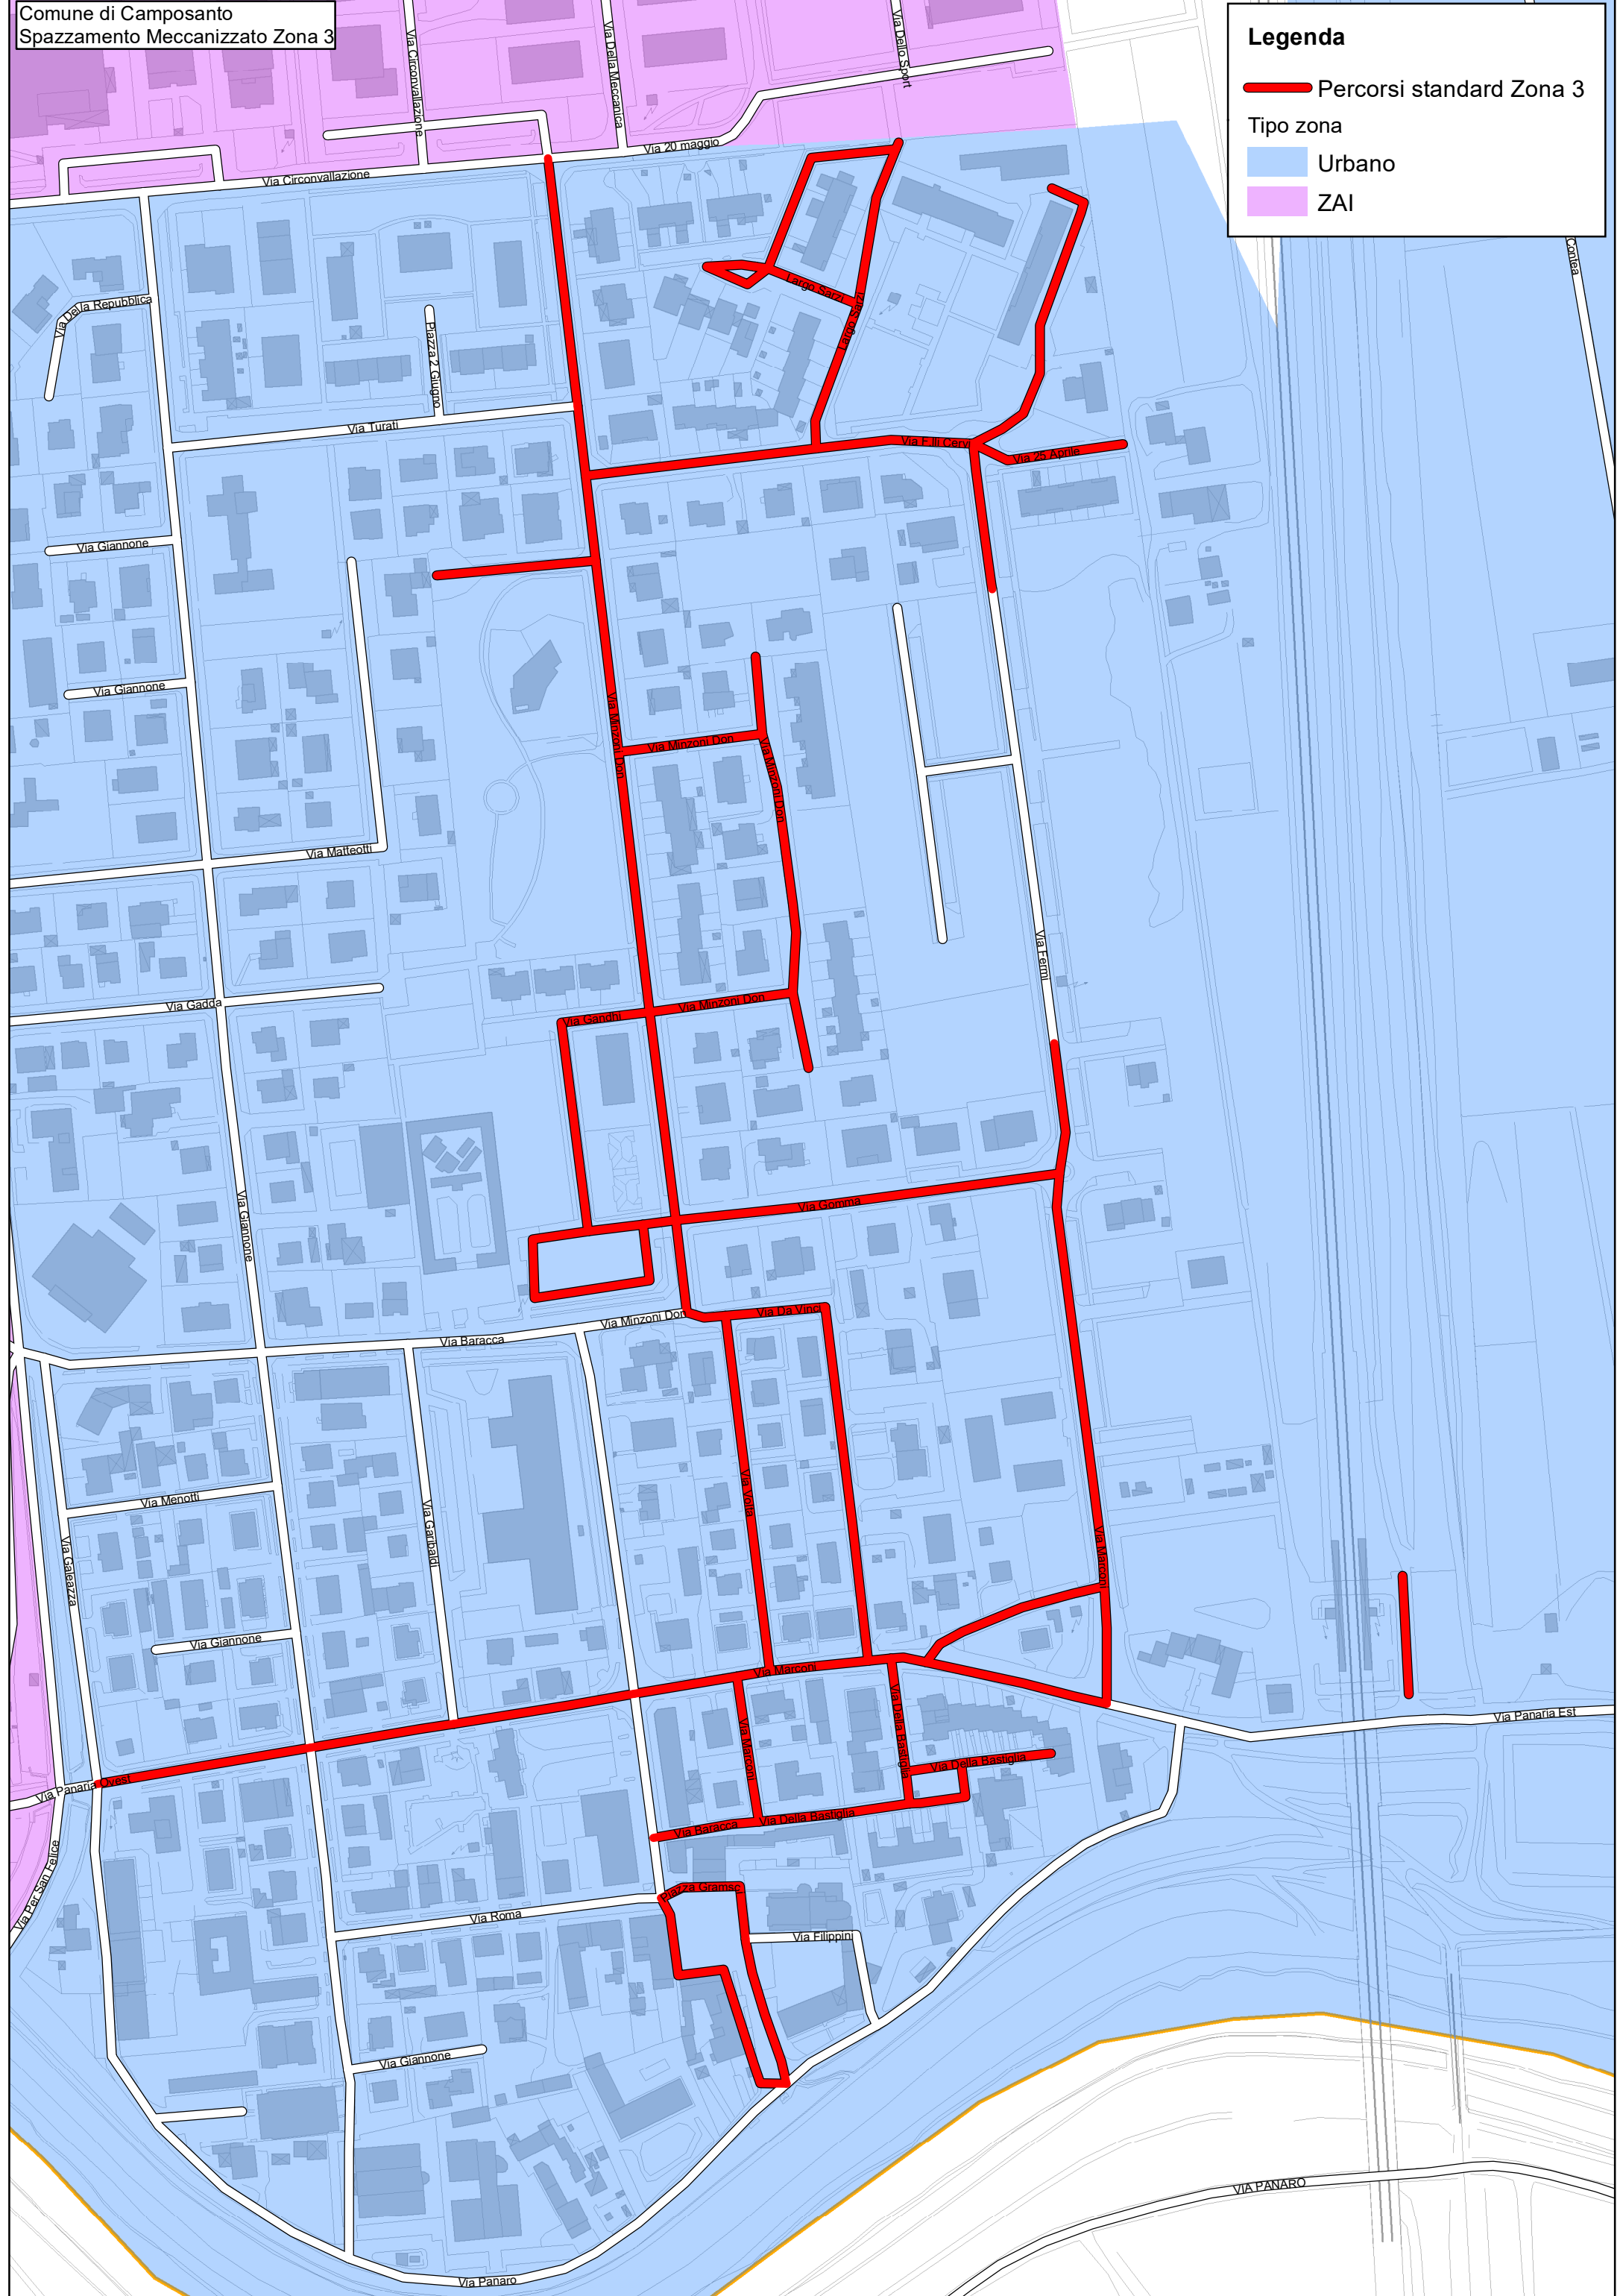 Comune di Camposanto
Spazzamento Meccanizzato Zona 3
Legenda
Percorsi standard Zona 3
Tipo zona
Urbano
ZAI
Via Circonvallazione
Via Della Meccanica
Via Dello Sport
Via 20 maggio
Via Circonvallazione
Contea
Via Della Repubblica
Piazza 2 Giugno
Largo Sarzi
Largo Sarzi
Via Turati
Via F.lli Cervi
Via 25 Aprile
Via Giannone
Via Giannone
Via Minzoni Don
Via Minzoni Don
Via Minzoni Don
Via Matteotti
Via Fermi
Via Gadda
Via Minzoni Don
Via Gandhi
Via Giannone
Via Gomma
Via Minzoni Don
Via Da Vinci
Via Baracca
Via Menotti
Via Galeazza
Via Garibaldi
Via Volta
Via Marconi
Via Giannone
Via Marconi
Via Panaria Est
Via Marconi
Via Della Bastiglia
Via Della Bastiglia
Via Panaria Ovest
Via Della Bastiglia
Via Baracca
Via Per San Felice
Piazza Gramsci
Via Roma
Via Filippini
Via Giannone
VIA PANARO
Via Panaro